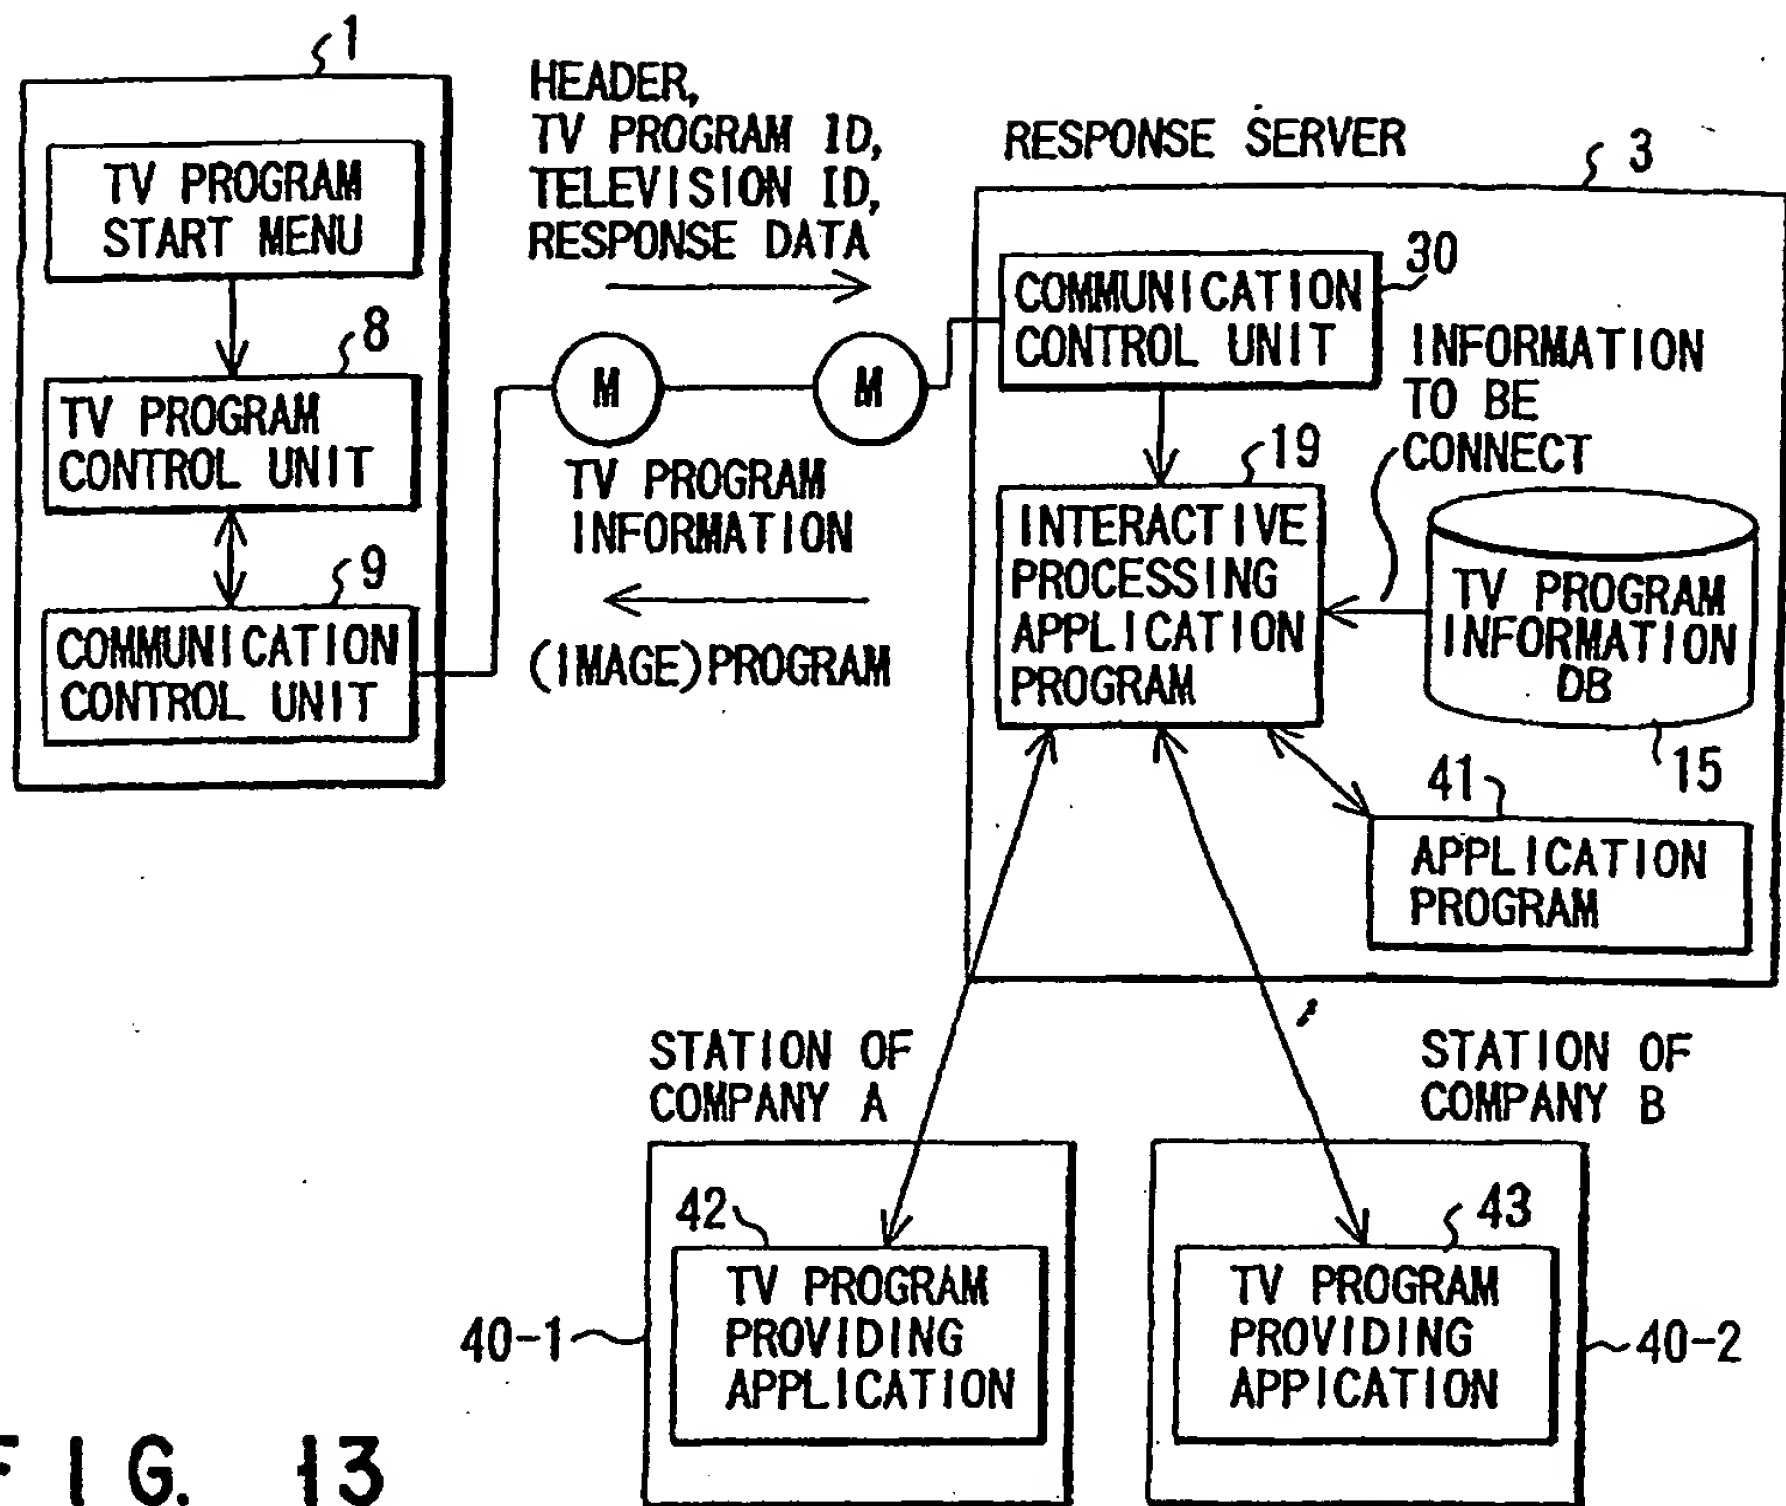 1
TV PROGRAM
START MENU
8
TV PROGRAM
CONTROL UNIT
9
COMMUNICATION
CONTROL UNIT
HEADER,
TV PROGRAM ID,
TELEVISION ID,
RESPONSE DATA
M
M
TV PROGRAM
INFORMATION
(IMAGE)PROGRAM
RESPONSE SERVER
3
COMMUNICATION
CONTROL UNIT
30
INFORMATION
TO BE
CONNECT
19
INTERACTIVE
PROCESSING
APPLICATION
PROGRAM
TV PROGRAM
INFORMATION
DB
15
41
APPLICATION
PROGRAM
STATION OF
COMPANY A
42
TV PROGRAM
PROVIDING
APPLICATION
40-1
STATION OF
COMPANY B
43
TV PROGRAM
PROVIDING
APPICATION
40-2
FIG. 13